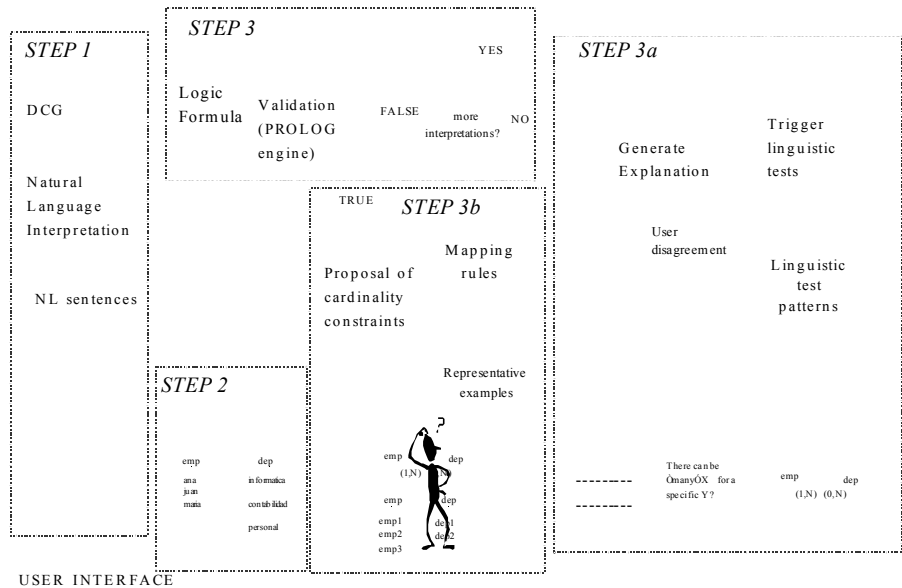 STEP 1
DCG
Natural
Language
Interpretation
NL sentences
STEP 3
YES
Logic
Formula
Validation
(PROLOG
engine)
FALSE
more
interpretations?
NO
STEP 3a
Trigger
linguistic
tests
Generate
Explanation
User
disagreement
Linguistic
test
patterns
TRUE
STEP 3b
Mapping
rules
Proposal of
cardinality
constraints
Representative
examples
STEP 2
emp dep
ana informatica
juan
maria contabilidad
personal
?
emp dep
(1,N)
emp dep
emp1 dep1
emp2 dep2
emp3
There can be
ÒmanyÓX for a
specific Y?
emp dep
(1,N) (0,N)
USER INTERFACE